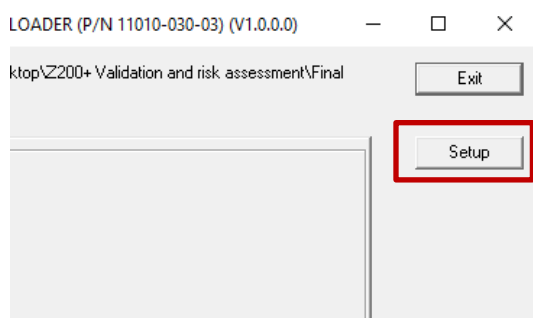 LOADER (P/N 11010-030-03) (V1.0.0.0)
ktop\Z200+ Validation and risk assessment\Final
Exit
Setup